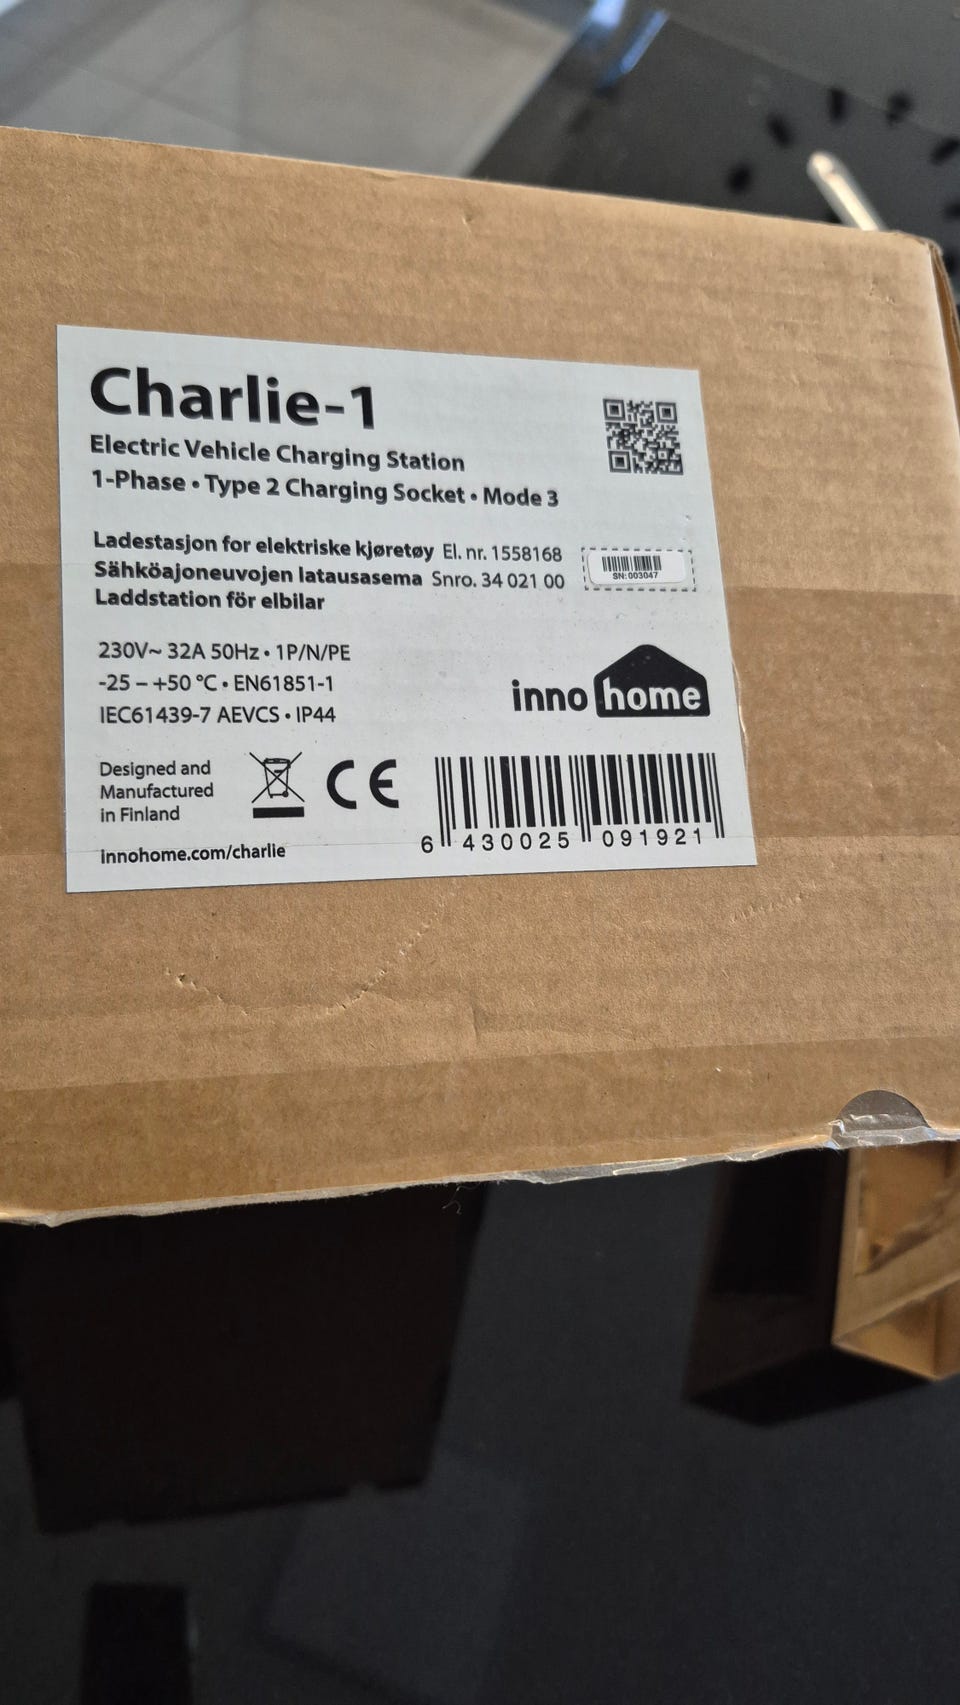 Charlie-1
Electric Vehicle Charging Station
1-Phase • Type 2 Charging Socket • Mode 3
Ladestasjon for elektriske kjøretøy El. nr. 1558168
Sähköajoneuvojen latausasema Snro. 34 021 00
Laddstation för elbilar
SN: 003047
230V~ 32A 50Hz • 1P/N/PE
-25 – +50 °C • EN61851-1
IEC61439-7 AEVCS • IP44
inno home
Designed and
Manufactured
in Finland
CE
innohome.com/charlie
6 430025 091921